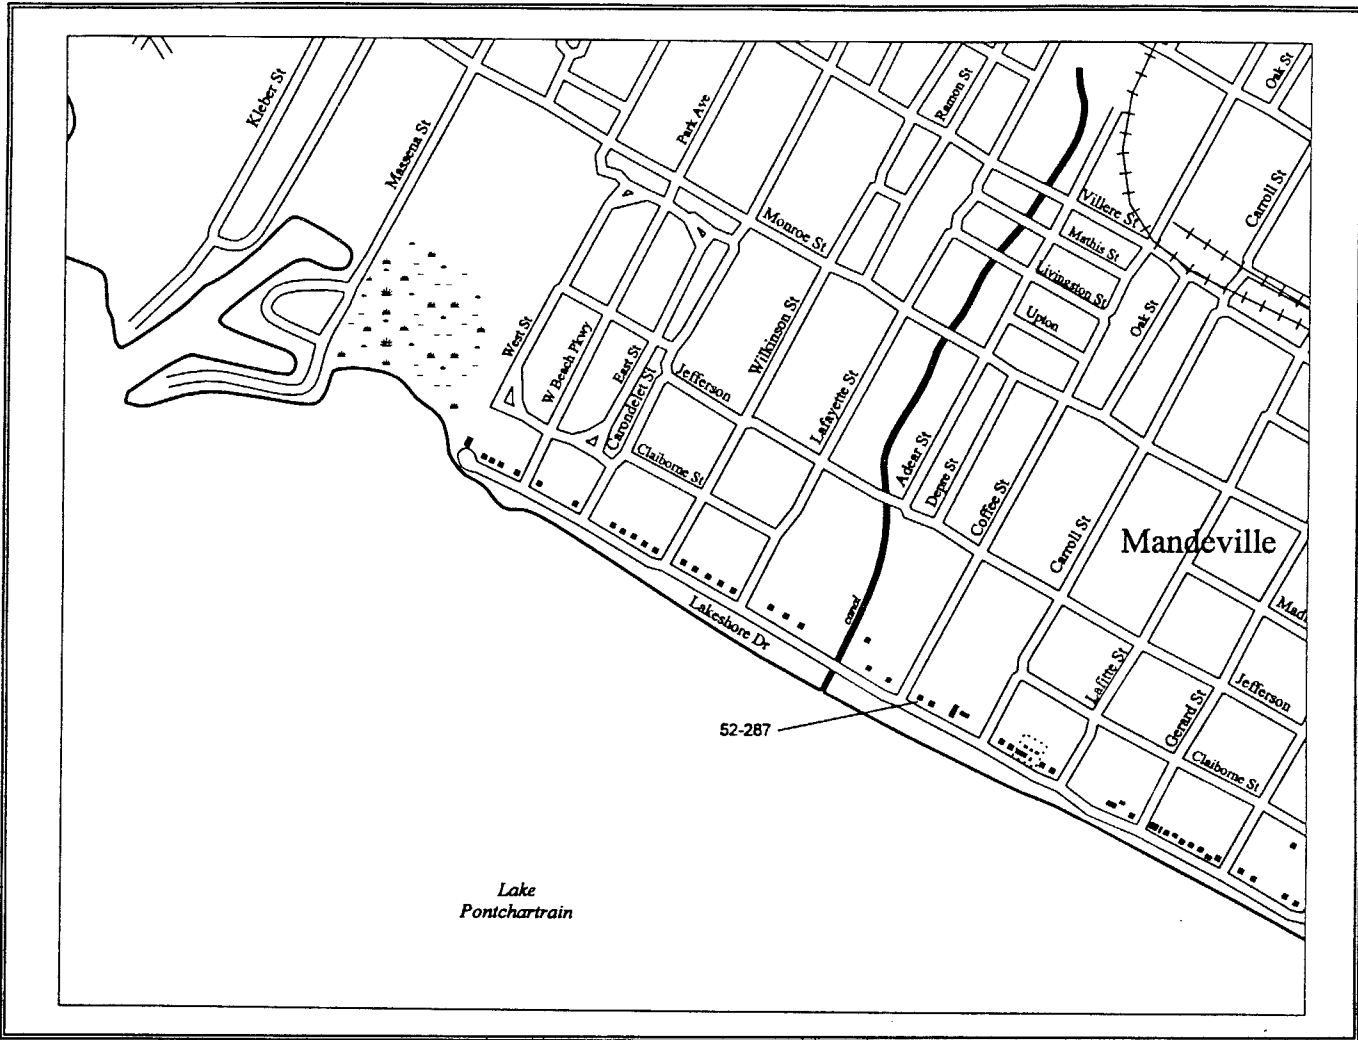 Kleber St
Massena St
Park Ave
Ramon St
Oak St
Carroll St
Villere St
Mathis St
Livingston St
Upton
Oak St
Monroe St
Wilkinson St
West St
W Beach Pkwy
East St
Carondelet St
Jefferson
Lafayette St
Claiborne St
Adear St
Depre St
Coffee St
Carroll St
Mandeville
canal
Lakeshore Dr
Madi
Lafitte St
Gerard St
Jefferson
Claiborne St
52-287
Lake
Pontchartrain